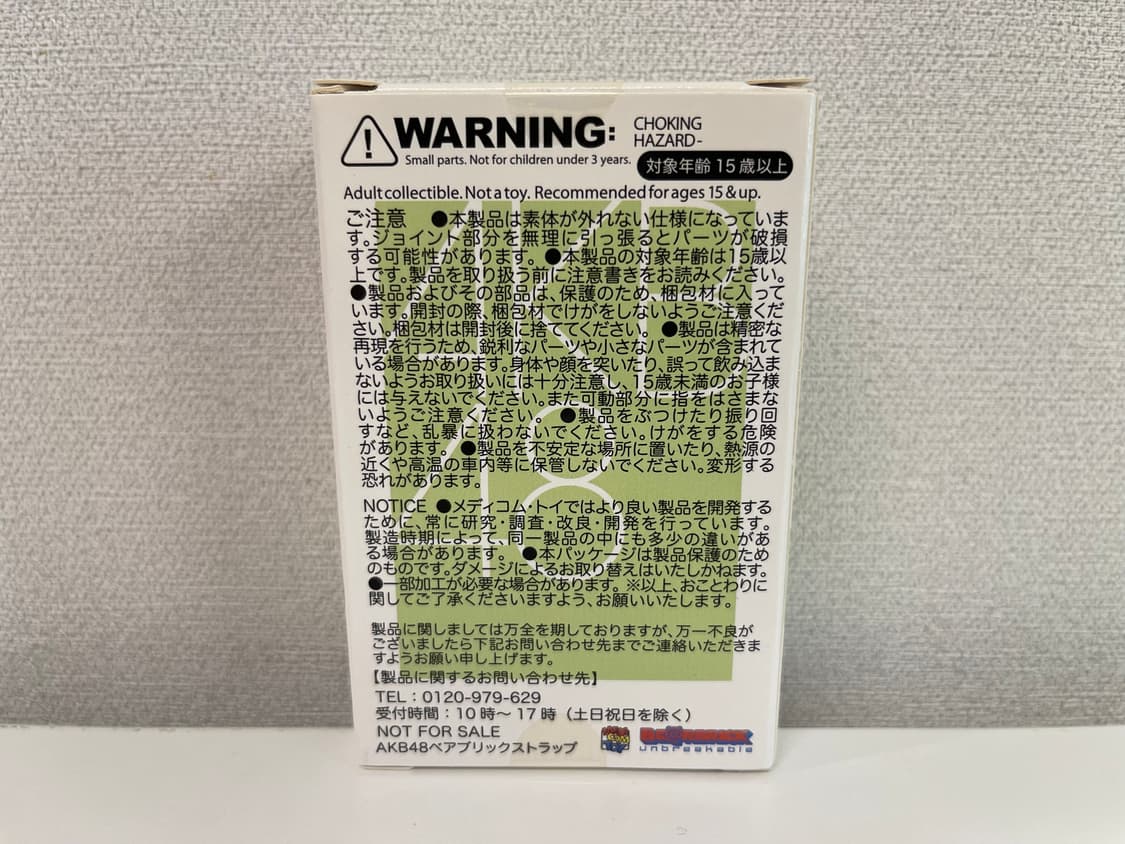 WARNING: CHOKING
HAZARD-
Small parts. Not for children under 3 years.
対象年齢15歳以上
Adult collectible. Not a toy. Recommended for ages 15 & up.
AKB
48
ご注意 ●本製品は素体が外れない仕様になっていま
す。ジョイント部分を無理に引っ張るとパーツが破損
する可能性があります。●本製品の対象年齢は15歳以
上です。製品を取り扱う前に注意書きをお読みください。
●製品およびその部品は、保護のため、梱包材に入って
います。開封の際、梱包材でけがをしないようご注意くだ
さい。梱包材は開封後に捨ててください。 ●製品は精密な
再現を行うため、鋭利なパーツや小さなパーツが含まれて
いる場合があります。身体や顔を突いたり、誤って飲み込ま
ないようお取り扱いには十分注意し、15歳未満のお子様
には与えないでください。また可動部分に指をはさまな
いようご注意ください。 ●製品をぶつけたり振り回
すなど、乱暴に扱わないでください。けがをする危険
があります。 ●製品を不安定な場所に置いたり、熱源の
近くや高温の車内等に保管しないでください。変形する
恐れがあります。
NOTICE ●メディコム・トイではより良い製品を開発する
ために、常に研究・調査・改良・開発を行っています。
製造時期によって、同一製品の中にも多少の違いがあ
る場合があります。 ●本パッケージは製品保護のため
のものです。ダメージによるお取り替えはいたしかねます。
●一部加工が必要な場合があります。※以上、おことわりに
関してご了承くださいますよう、お願いいたします。
製品に関しましては万全を期しておりますが、万一不良が
ございましたら下記お問い合わせ先までご連絡いただきま
すようお願い申し上げます。
【製品に関するお問い合わせ先】
TEL：0120-979-629
受付時間：10時～17時（土日祝日を除く）
NOT FOR SALE
AKB48ベアブリックストラップ
BE@RBRICK
unbreakable